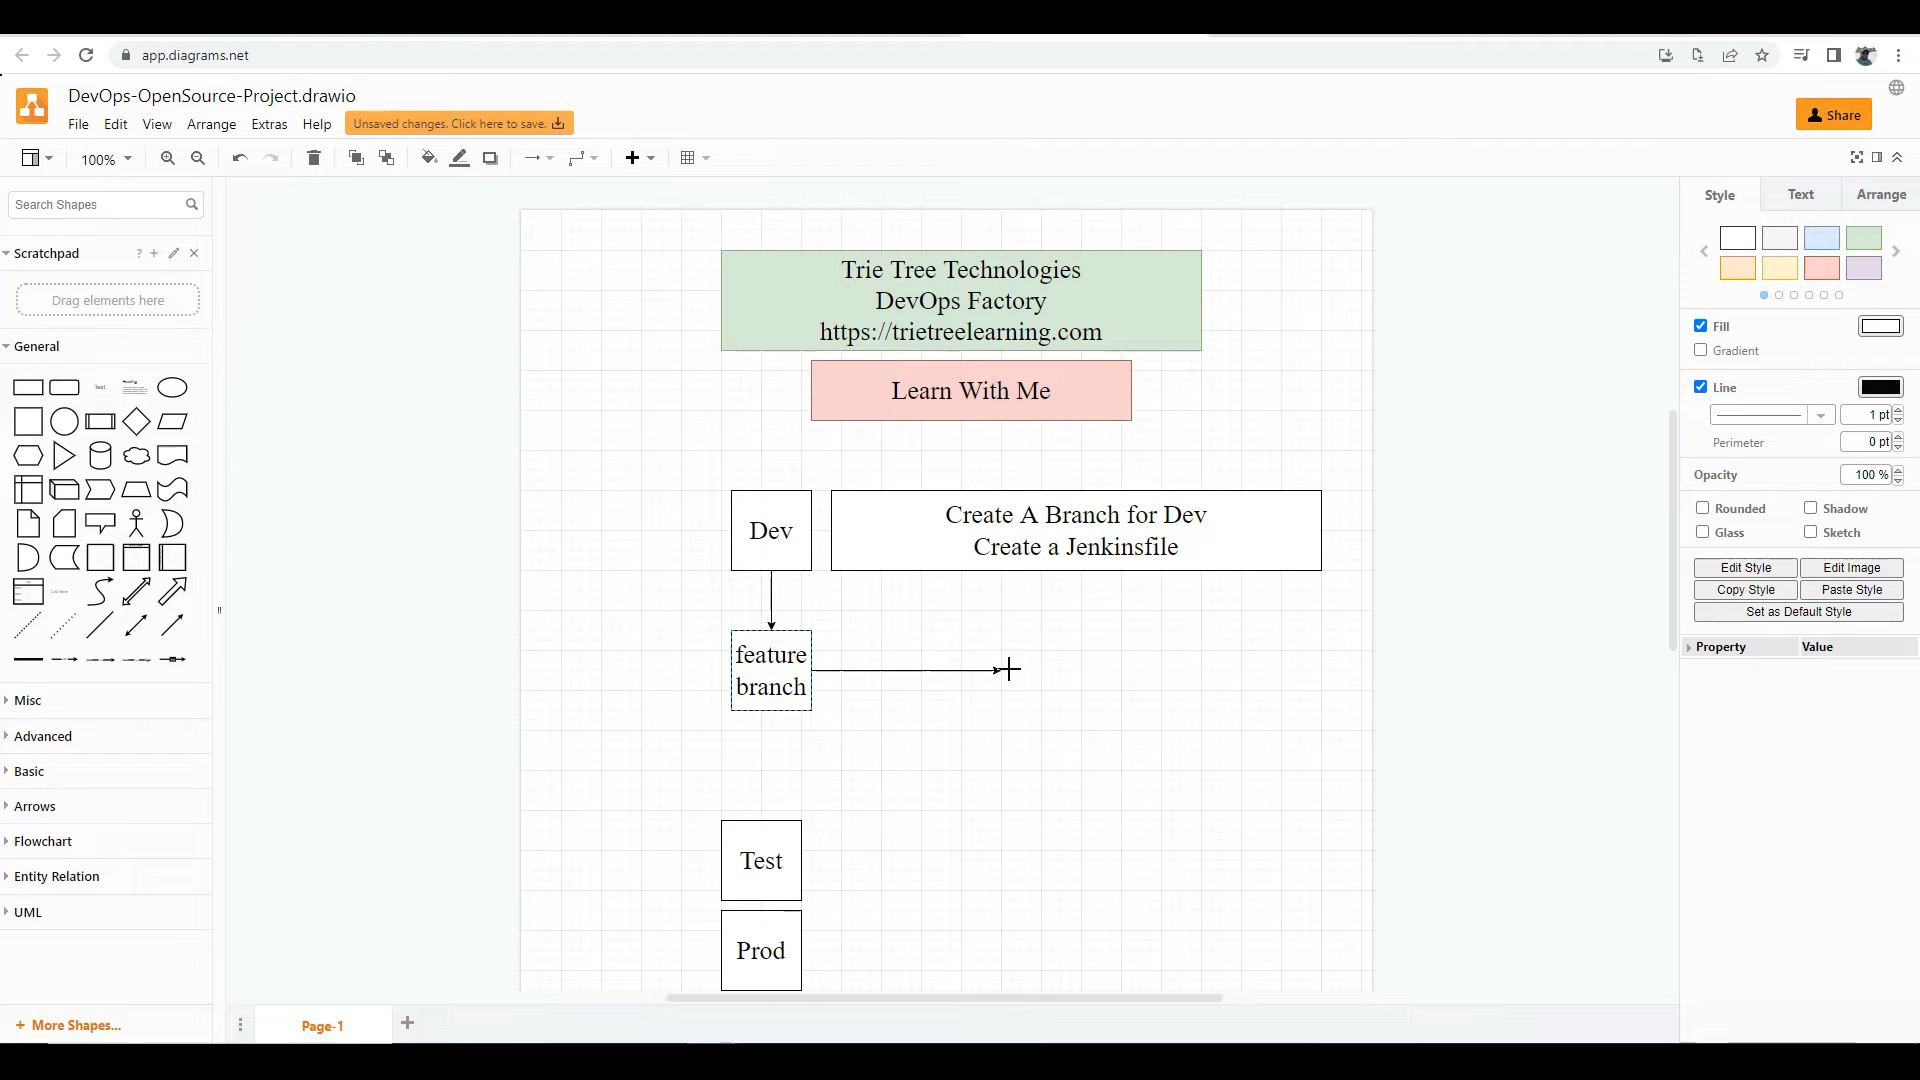 app.diagrams.net
DevOps-OpenSource-Project.drawio
File Edit View Arrange Extras Help Unsaved changes. Click here to save.
Share
100%
Search Shapes
Scratchpad ?
Drag elements here
General
Text
Heading
List Item
Misc
Advanced
Basic
Arrows
Flowchart
Entity Relation
UML
+ More Shapes...
Trie Tree Technologies
DevOps Factory
https://trietreelearning.com
Learn With Me
Dev
Create A Branch for Dev
Create a Jenkinsfile
feature
branch
Test
Prod
Page-1
Style Text Arrange
Fill
Gradient
Line
1 pt
Perimeter 0 pt
Opacity 100 %
Rounded Shadow
Glass Sketch
Edit Style Edit Image
Copy Style Paste Style
Set as Default Style
Property Value